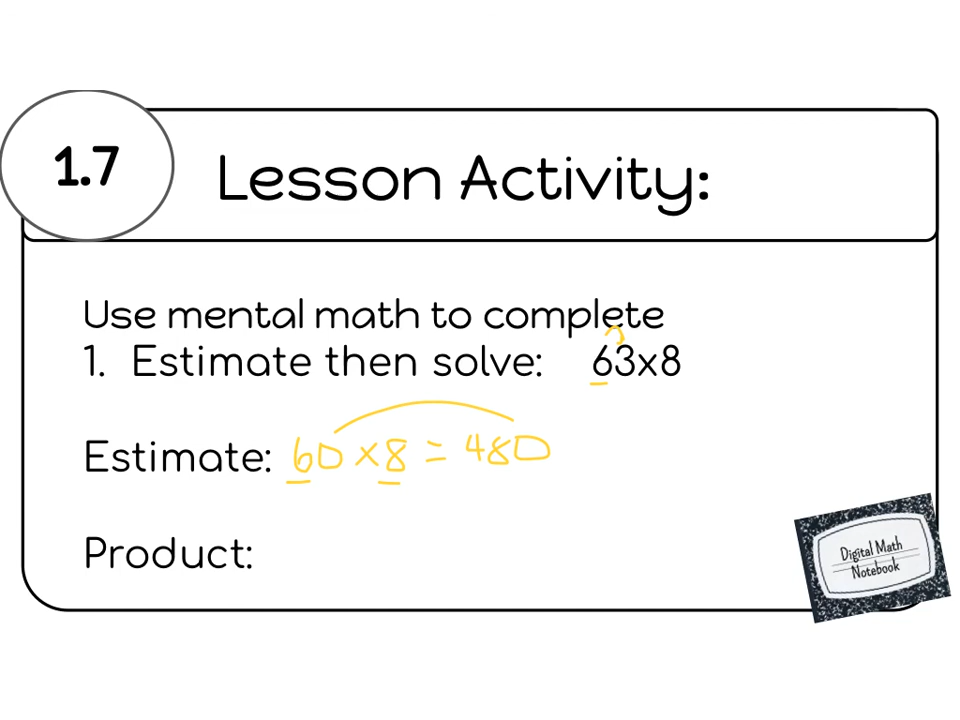 1.7
Lesson Activity:
Use mental math to complete
1. Estimate then solve: 63x8
Estimate: 60 x 8 = 480
Product:
Digital Math
Notebook